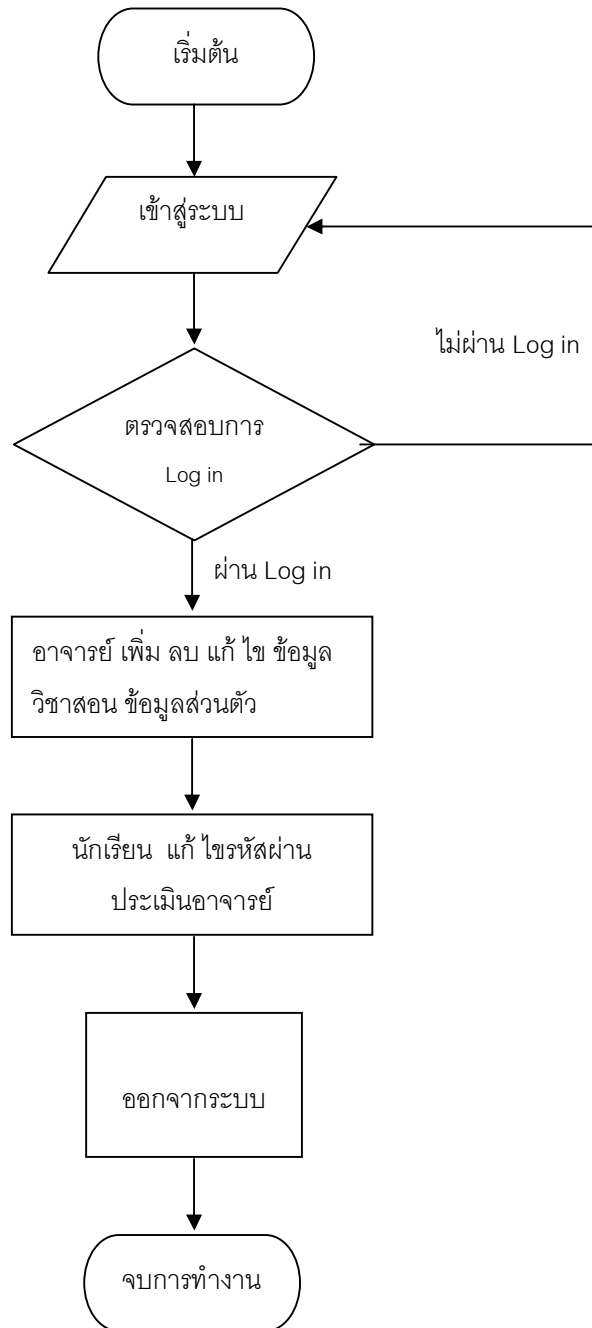 เริ่มต้น
เข้าสู่ระบบ
ไม่ผ่าน Log in
ตรวจสอบการ
Log in
ผ่าน Log in
อาจารย์ เพิ่ม ลบ แก้ ไข ข้อมูล
วิชาสอน ข้อมูลส่วนตัว
นักเรียน แก้ ไขรหัสผ่าน
ประเมินอาจารย์
ออกจากระบบ
จบการทำงาน